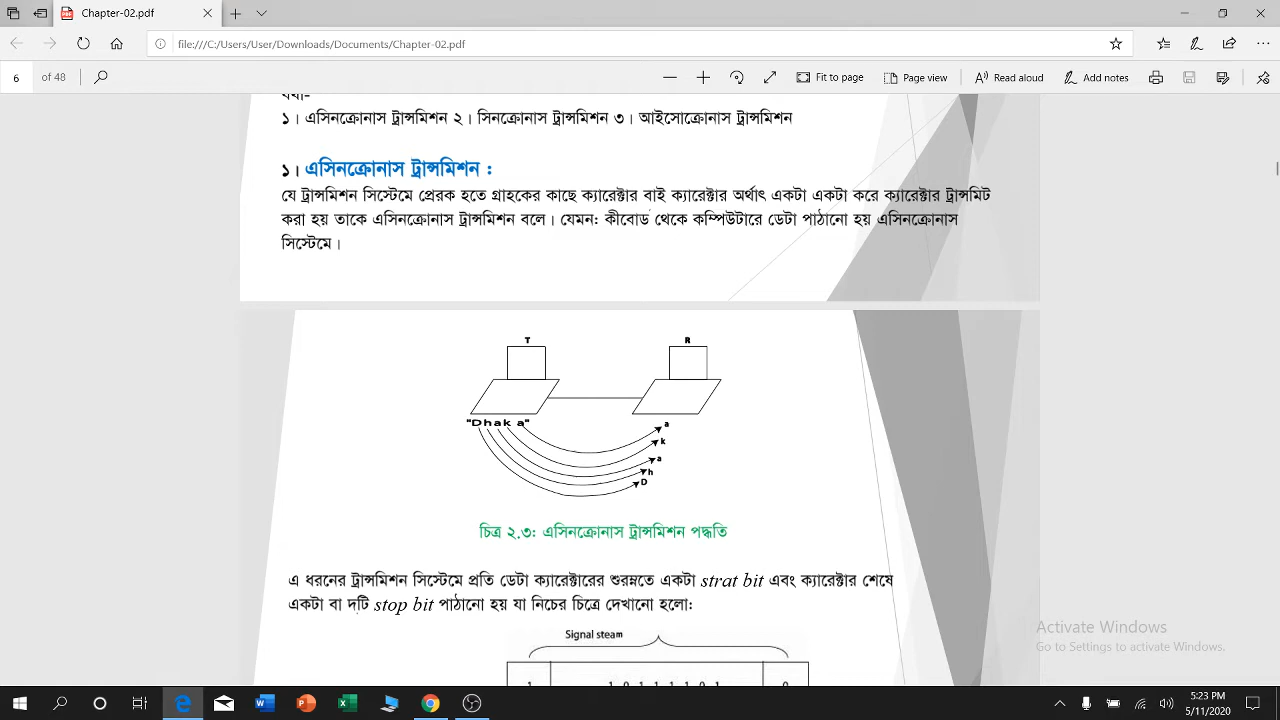 Chapter-02.pdf
file:///C:/Users/User/Downloads/Documents/Chapter-02.pdf
6 of 48 Fit to page Page view Read aloud Add notes
১। এসিনক্রোনাস ট্রান্সমিশন ২। সিনক্রোনাস ট্রান্সমিশন ৩। আইসোক্রোনাস ট্রান্সমিশন
১। এসিনক্রোনাস ট্রান্সমিশন :
যে ট্রান্সমিশন সিস্টেমে প্রেরক হতে গ্রাহকের কাছে ক্যারেক্টার বাই ক্যারেক্টার অর্থাৎ একটা একটা করে ক্যারেক্টার ট্রান্সমিট
করা হয় তাকে এসিনক্রোনাস ট্রান্সমিশন বলে। যেমন: কীবোর্ড থেকে কম্পিউটারে ডেটা পাঠানো হয় এসিনক্রোনাস
সিস্টেমে।
T R
"Dhak a"
a
k
a
h
D
চিত্র ২.৩: এসিনক্রোনাস ট্রান্সমিশন পদ্ধতি
এ ধরনের ট্রান্সমিশন সিস্টেমে প্রতি ডেটা ক্যারেক্টারের শুরম্নতে একটা strat bit এবং ক্যারেক্টার শেষে
একটা বা দুটি stop bit পাঠানো হয় যা নিচের চিত্রে দেখানো হলো:
Signal steam
Activate Windows
Go to Settings to activate Windows.
5:23 PM
5/11/2020